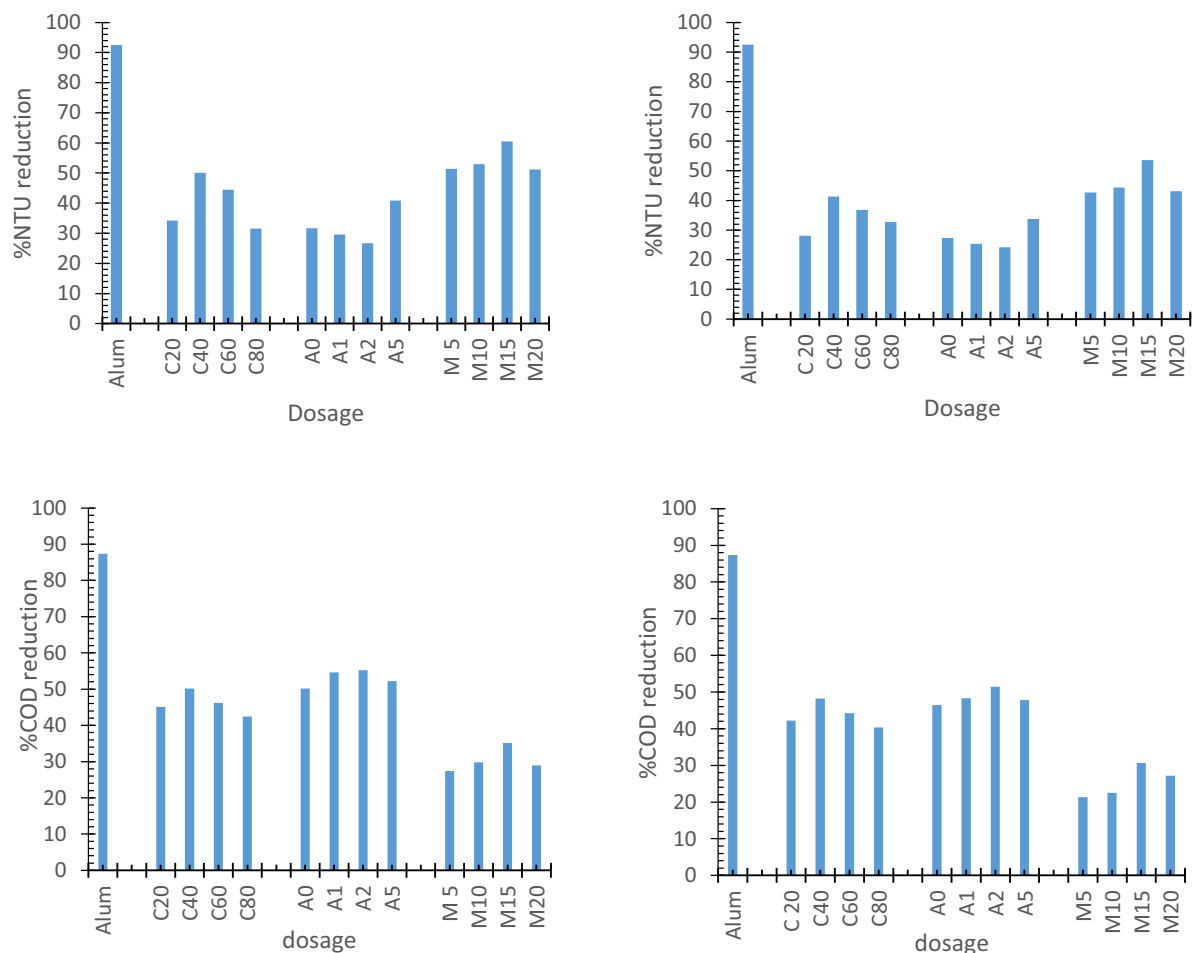 %NTU reduction
100
90
80
70
60
50
40
30
20
10
0
Alum
C20
C40
C60
C80
A0
A1
A2
A5
M 5
M10
M15
M20
Dosage
%NTU reduction
100
90
80
70
60
50
40
30
20
10
0
Alum
C 20
C40
C60
C80
A0
A1
A2
A5
M5
M10
M15
M20
Dosage
%COD reduction
100
90
80
70
60
50
40
30
20
10
0
Alum
C20
C40
C60
C80
A0
A1
A2
A5
M 5
M10
M15
M20
dosage
%COD reduction
100
90
80
70
60
50
40
30
20
10
0
Alum
C 20
C40
C60
C80
A0
A1
A2
A5
M5
M10
M15
M20
dosage